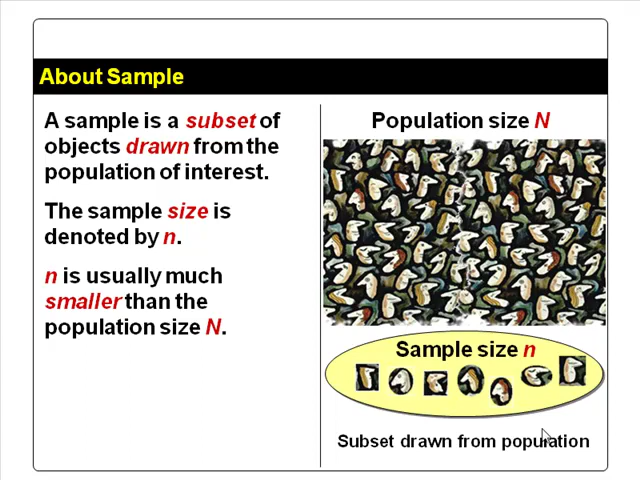 About Sample
A sample is a subset of
objects drawn from the
population of interest.
The sample size is
denoted by n.
n is usually much
smaller than the
population size N.
Population size N
Sample size n
Subset drawn from population